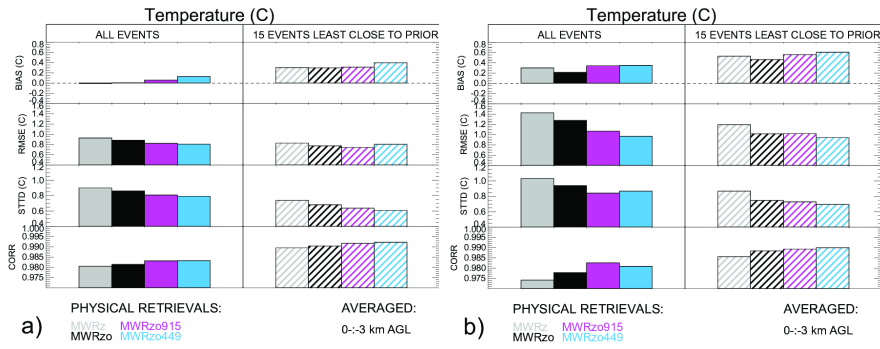 Temperature (C)
ALL EVENTS 15 EVENTS LEAST CLOSE TO PRIOR
BIAS (C)
0.8
0.6
0.4
0.2
0.0
-0.2
-0.4
RMSE (C)
1.6
1.4
1.2
1.0
0.8
0.6
0.4
STTD (C)
1.2
1.0
0.8
0.6
0.4
CORR
1.000
0.995
0.990
0.985
0.980
0.975
PHYSICAL RETRIEVALS: AVERAGED:
MWRz MWRzo915
MWRzo MWRzo449
0-:-3 km AGL
a)
Temperature (C)
ALL EVENTS 15 EVENTS LEAST CLOSE TO PRIOR
BIAS (C)
0.8
0.6
0.4
0.2
0.0
-0.2
-0.4
RMSE (C)
1.6
1.4
1.2
1.0
0.8
0.6
0.4
STTD (C)
1.2
1.0
0.8
0.6
0.4
CORR
1.000
0.995
0.990
0.985
0.980
0.975
PHYSICAL RETRIEVALS: AVERAGED:
MWRz MWRzo915
MWRzo MWRzo449
0-:-3 km AGL
b)